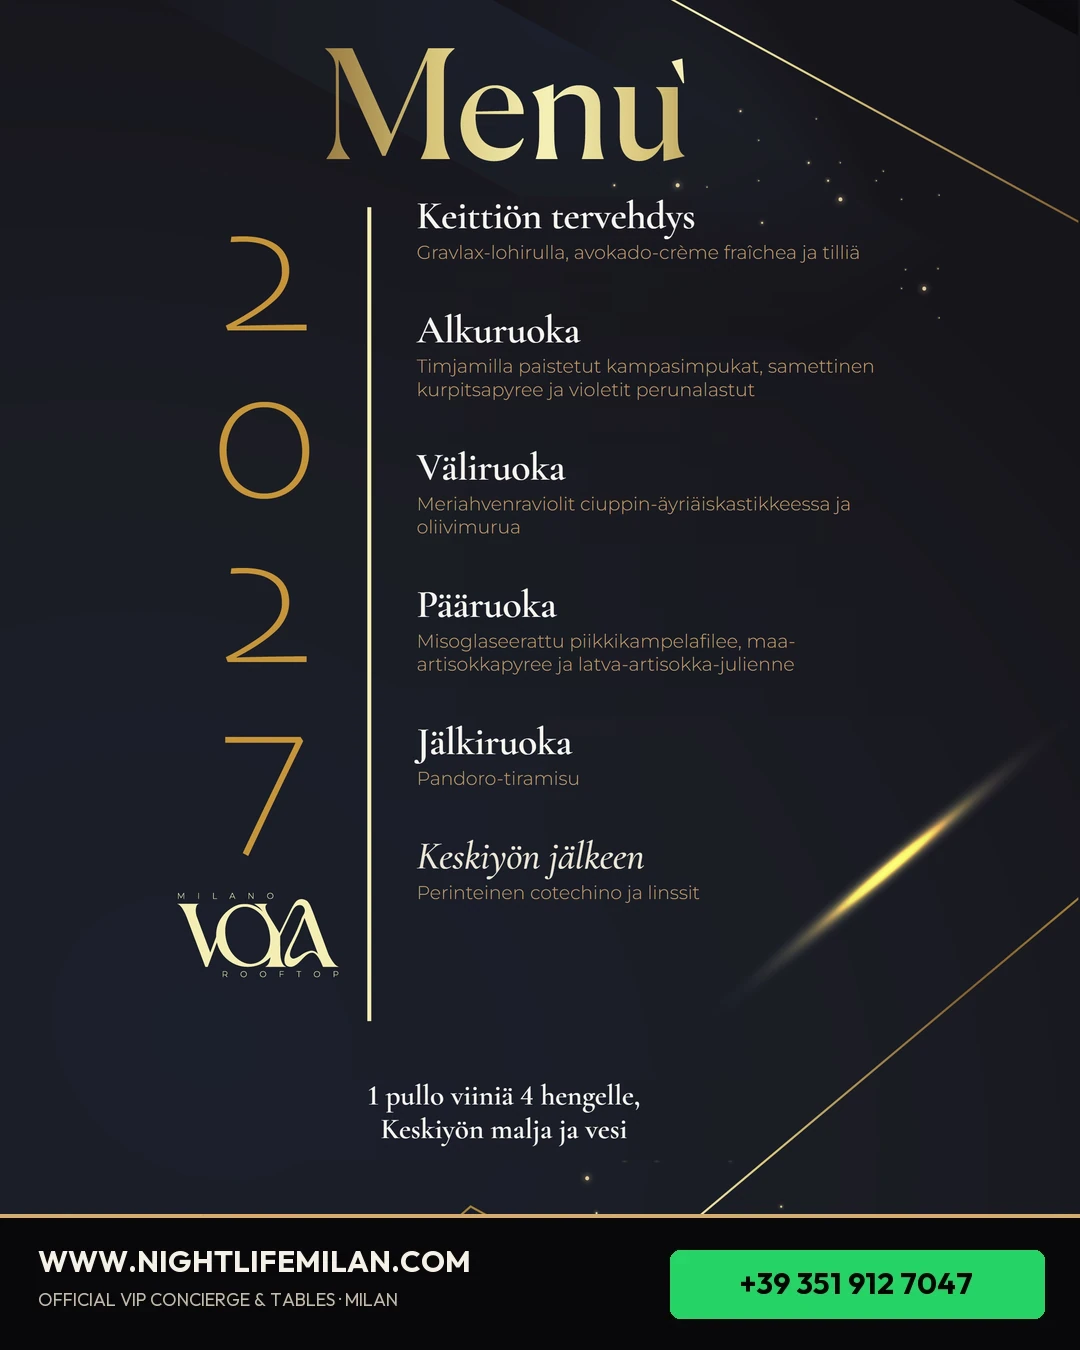 Menù
Keittiön tervehdys
Gravlax-lohirulla, avokado-crème fraîchea ja tilliä
Alkuruoka
Timjamilla paistetut kampasimpukat, samettinen
kurpitsapyree ja violetit perunalastut
Väliruoka
Meriahvenraviolit ciuppin-äyriäiskastikkeessa ja
oliivimurua
Pääruoka
Misoglaseerattu piikkikampelafilee, maa-
artisokkapyree ja latva-artisokka-julienne
Jälkiruoka
Pandoro-tiramisu
Keskiyön jälkeen
Perinteinen cotechino ja linssit
2
0
2
7
MILANO
VOYA
ROOFTOP
1 pullo viiniä 4 hengelle,
Keskiyön malja ja vesi
WWW.NIGHTLIFEMILAN.COM
OFFICIAL VIP CONCIERGE & TABLES · MILAN
+39 351 912 7047